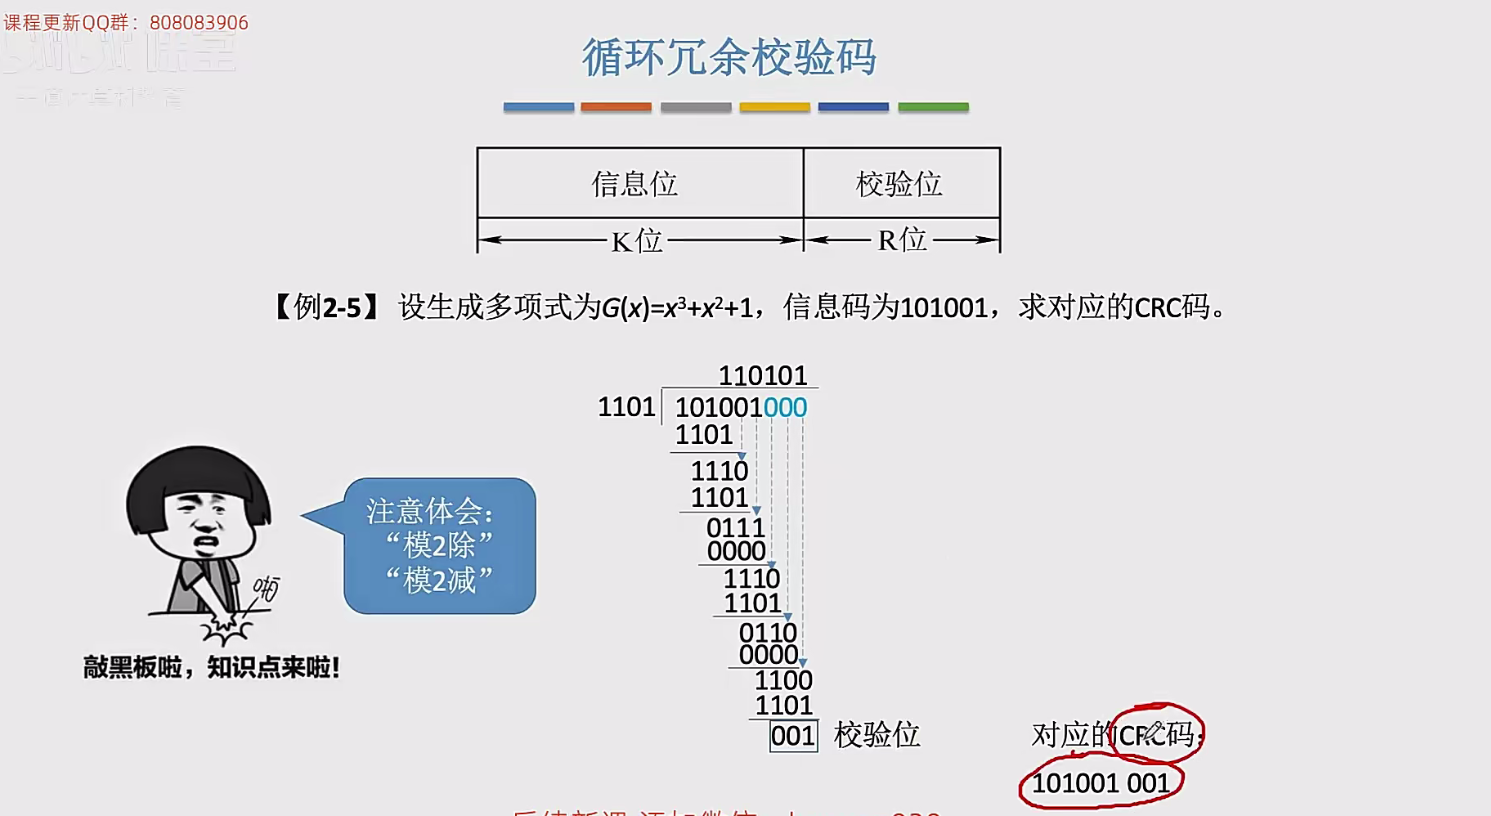 课程更新QQ群：808083906
循环冗余校验码
信息位 校验位
K位 R位
【例2-5】 设生成多项式为G(x)=x³+x²+1，信息码为101001，求对应的CRC码。
110101
1101 101001000
1101
1110
1101
0111
0000
1110
1101
0110
0000
1100
1101
001 校验位
注意体会：
“模2除”
“模2减”
啪
敲黑板啦，知识点来啦！
对应的CRC码：
101001 001